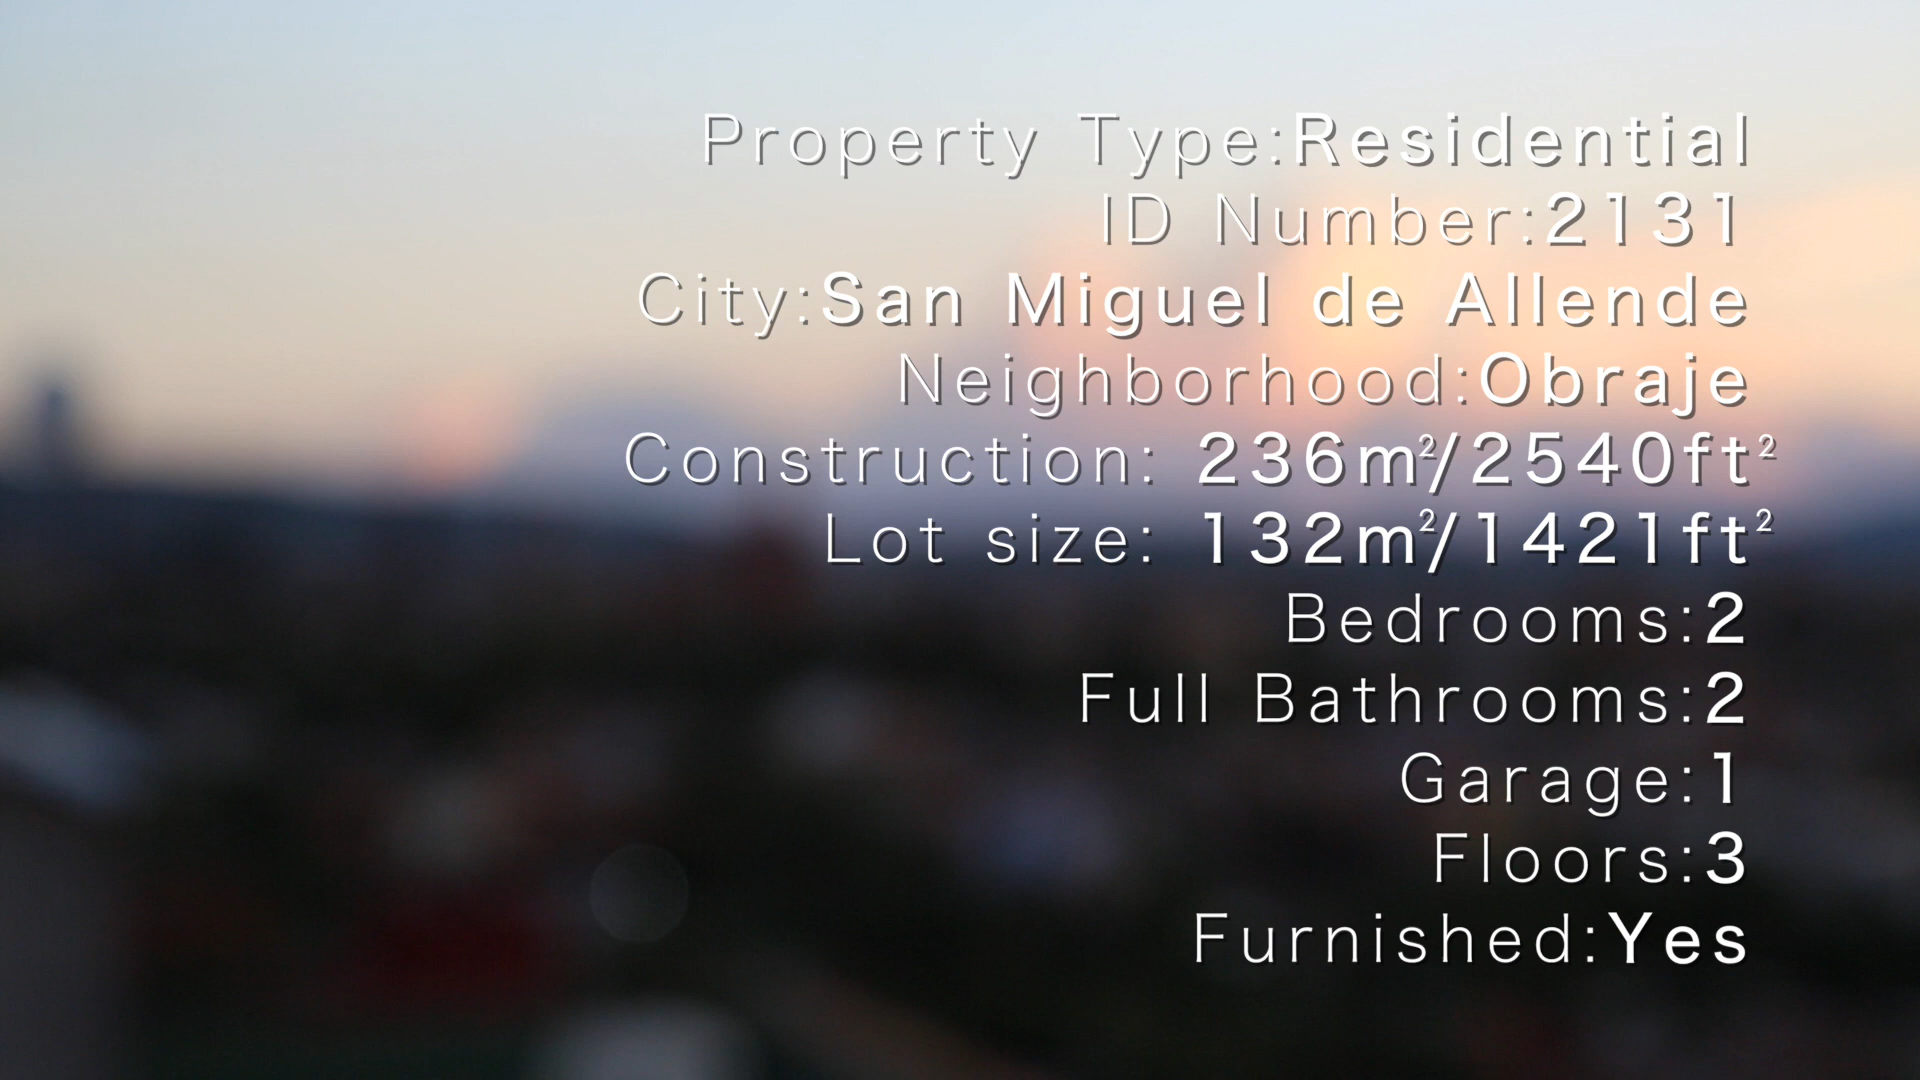 Property Type:Residential
ID Number:2131
City:San Miguel de Allende
Neighborhood:Obraje
Construction: 236m²/2540ft²
Lot size: 132m²/1421ft²
Bedrooms:2
Full Bathrooms:2
Garage:1
Floors:3
Furnished:Yes